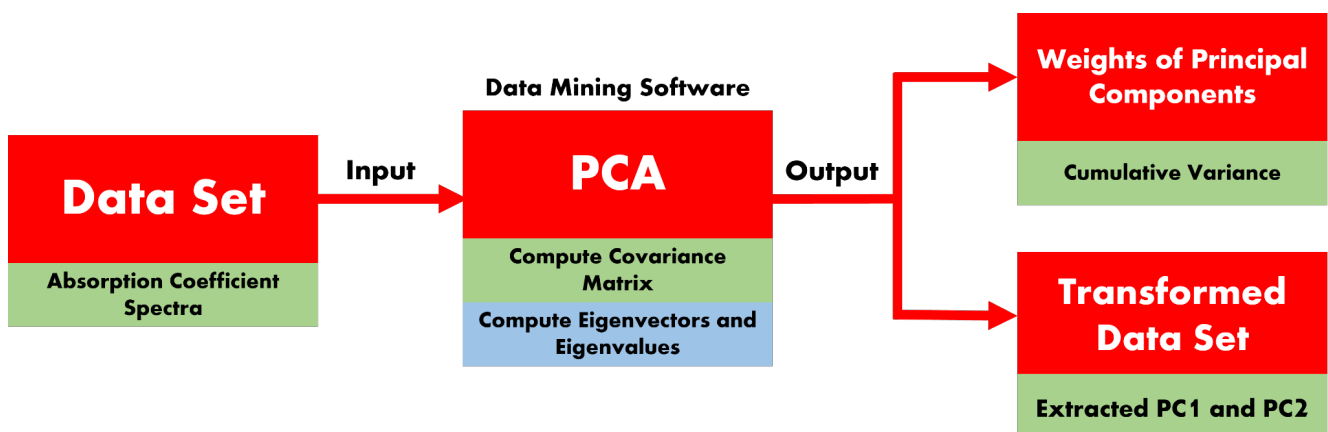 Data Set
Absorption Coefficient
Spectra
Input
Data Mining Software
PCA
Compute Covariance
Matrix
Compute Eigenvectors and
Eigenvalues
Output
Weights of Principal
Components
Cumulative Variance
Transformed
Data Set
Extracted PC1 and PC2